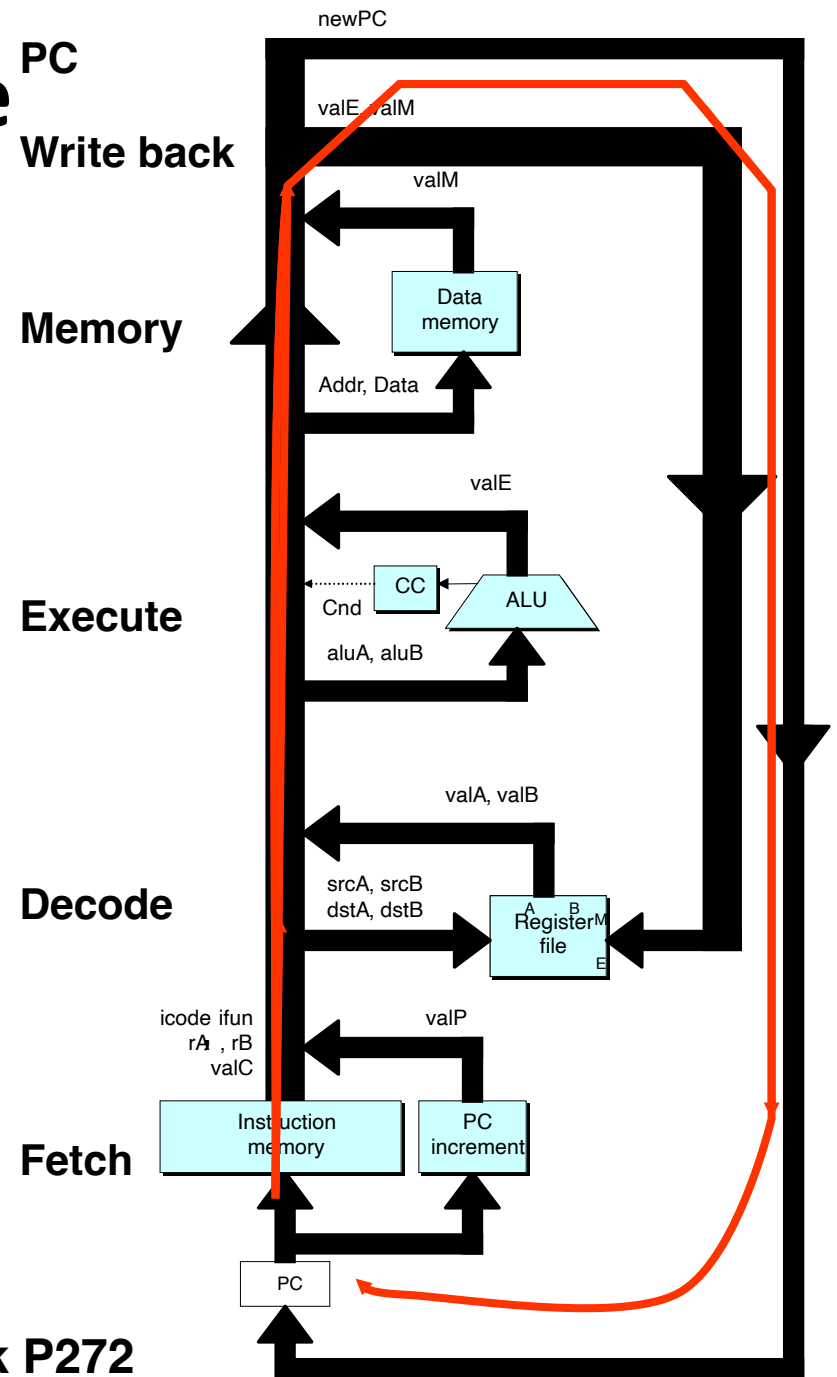 newPC
PC
e
valE, valM
Write back
valM
Data
memory
Memory
Addr, Data
valE
CC
ALU
Cnd
Execute
aluA, aluB
valA, valB
srcA, srcB
dstA, dstB
Decode
A B
Register M
file
E
icode ifun
rA , rB
valC
valP
Instruction
memory
PC
increment
Fetch
PC
k P272